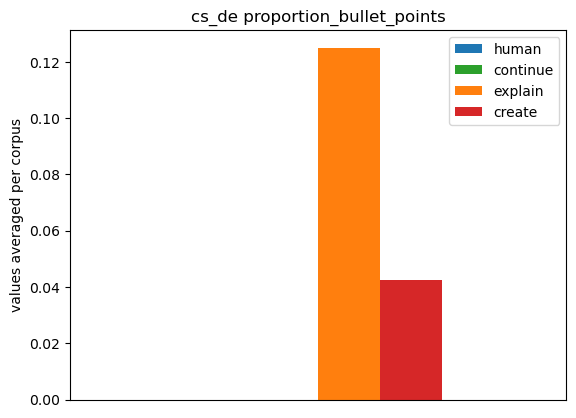 cs_de proportion_bullet_points
values averaged per corpus
0.12
0.10
0.08
0.06
0.04
0.02
0.00
human
continue
explain
create